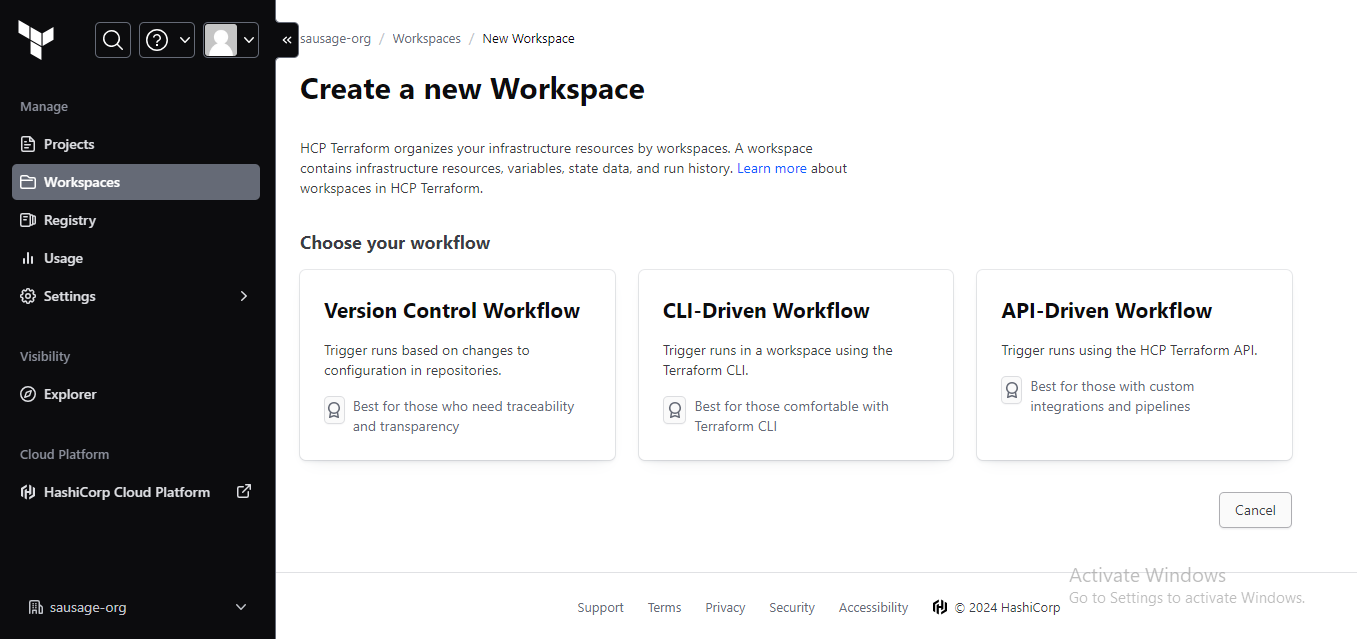 «
sausage-org / Workspaces / New Workspace
Create a new Workspace
HCP Terraform organizes your infrastructure resources by workspaces. A workspace
contains infrastructure resources, variables, state data, and run history. Learn more about
workspaces in HCP Terraform.
Choose your workflow
Version Control Workflow
Trigger runs based on changes to
configuration in repositories.
Best for those who need traceability
and transparency
CLI-Driven Workflow
Trigger runs in a workspace using the
Terraform CLI.
Best for those comfortable with
Terraform CLI
API-Driven Workflow
Trigger runs using the HCP Terraform API.
Best for those with custom
integrations and pipelines
Cancel
Manage
Projects
Workspaces
Registry
Usage
Settings
Visibility
Explorer
Cloud Platform
HashiCorp Cloud Platform
sausage-org
Support Terms Privacy Security Accessibility © 2024 HashiCorp
Activate Windows
Go to Settings to activate Windows.